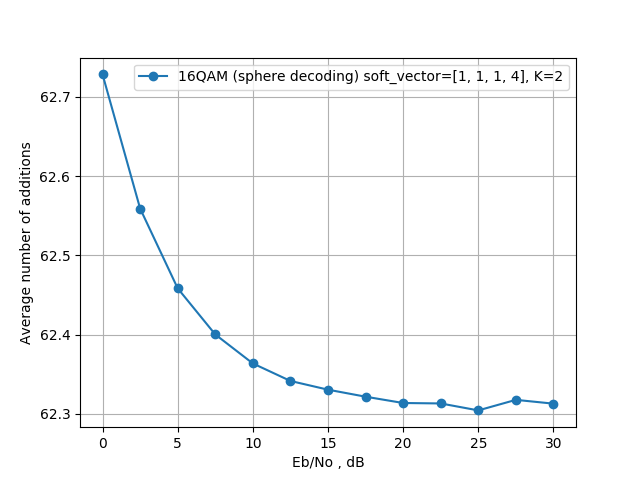 16QAM (sphere decoding) soft_vector=[1, 1, 1, 4], K=2
Average number of additions
62.7
62.6
62.5
62.4
62.3
0 5 10 15 20 25 30
Eb/No , dB